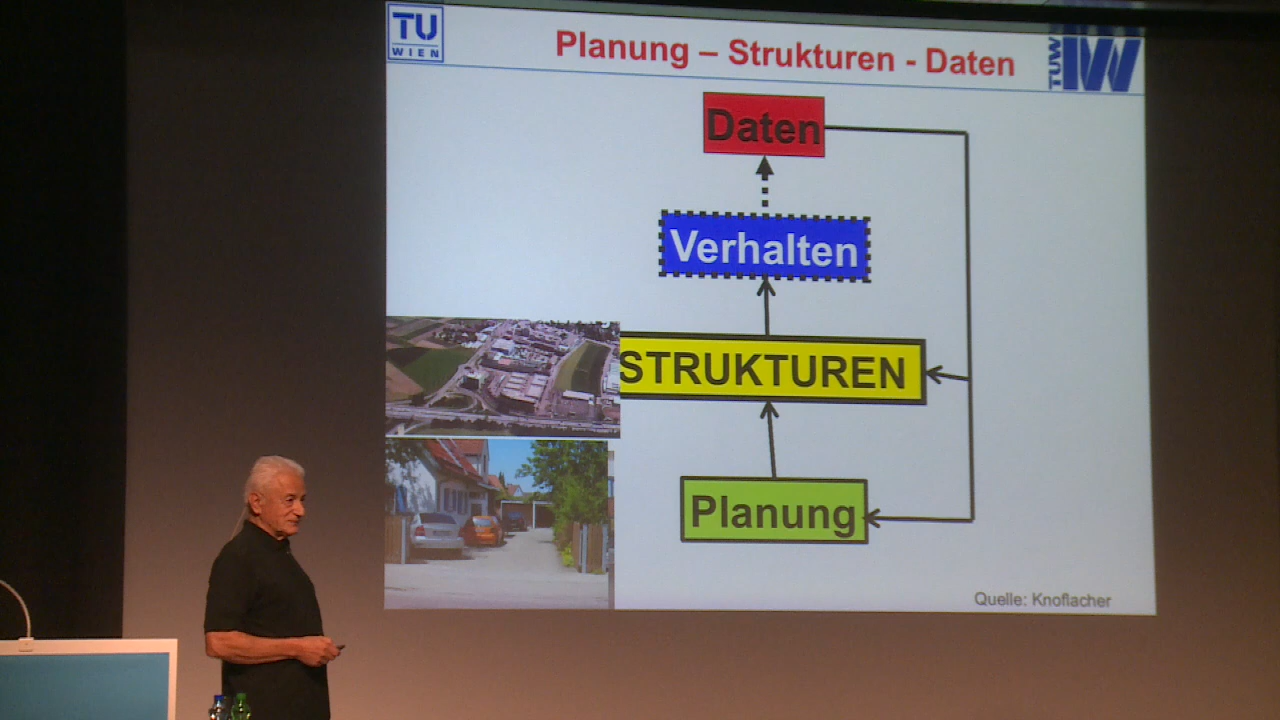 TU
WIEN
Planung – Strukturen - Daten
TUW IVV
Daten
Verhalten
STRUKTUREN
Planung
Quelle: Knoflacher